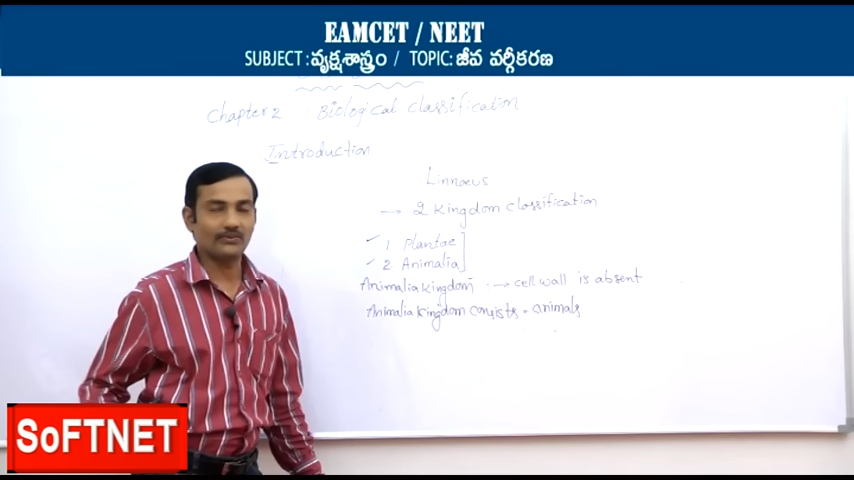 EAMCET / NEET
SUBJECT : వృక్షశాస్త్రం / TOPIC: జీవ వర్గీకరణ
Chapter 2 Biological classification
Introduction
Linnaeus
→ 2 kingdom classification
1 Plantae
2 Animalia
Animalia kingdom → cell wall is absent
Animalia kingdom consists - animals
SoFTNET